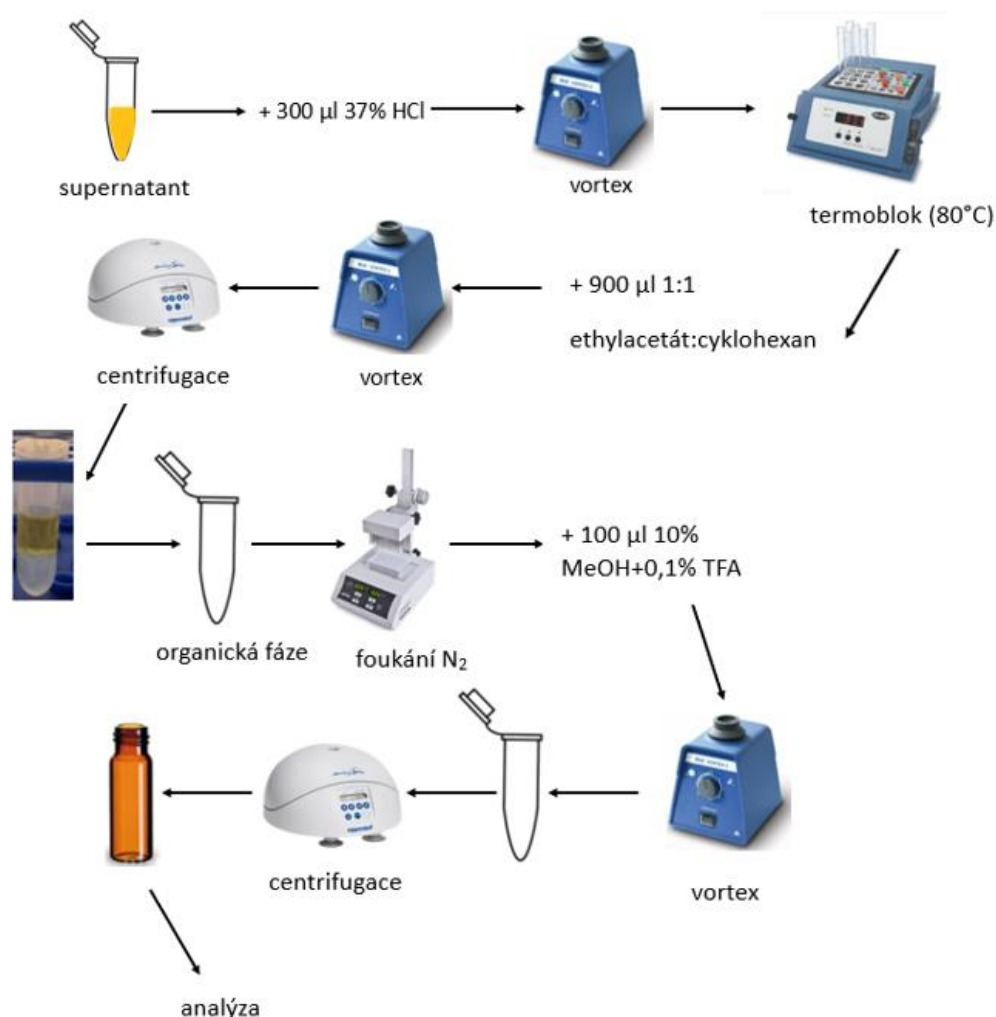 + 300 µl 37% HCl
supernatant
vortex
termoblok (80°C)
+ 900 µl 1:1
ethylacetát:cyklohexan
centrifugace
vortex
+ 100 µl 10%
MeOH+0,1% TFA
organická fáze
foukání N₂
centrifugace
vortex
analýza